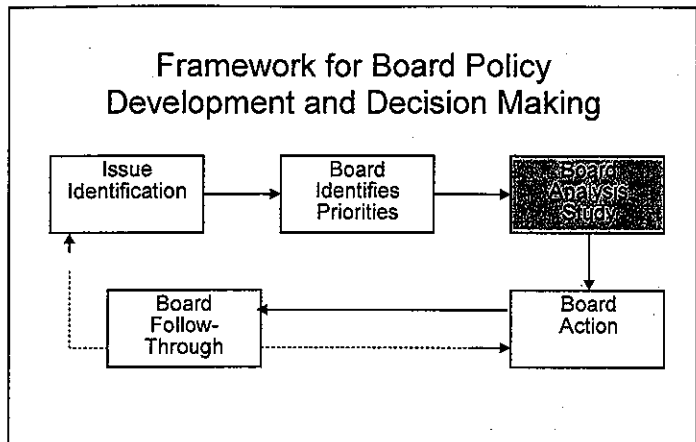 Framework for Board Policy
Development and Decision Making
Issue
Identification
Board
Identifies
Priorities
Board
Analysis
Study
Board
Follow-
Through
Board
Action